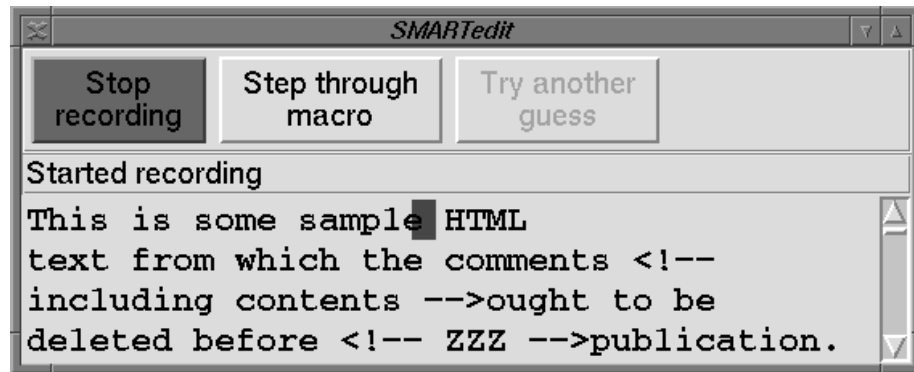 SMARTedit
Stop
recording
Step through
macro
Try another
guess
Started recording
This is some sample HTML
text from which the comments <!--
including contents -->ought to be
deleted before <!-- ZZZ -->publication.